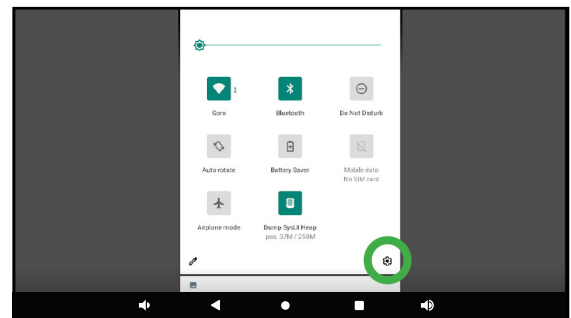 Gore
Bluetooth
Do Not Disturb
Auto-rotate
Battery Saver
Mobile data
No SIM card
Airplane mode
Dump SysUI Heap
pss: 37M / 250M